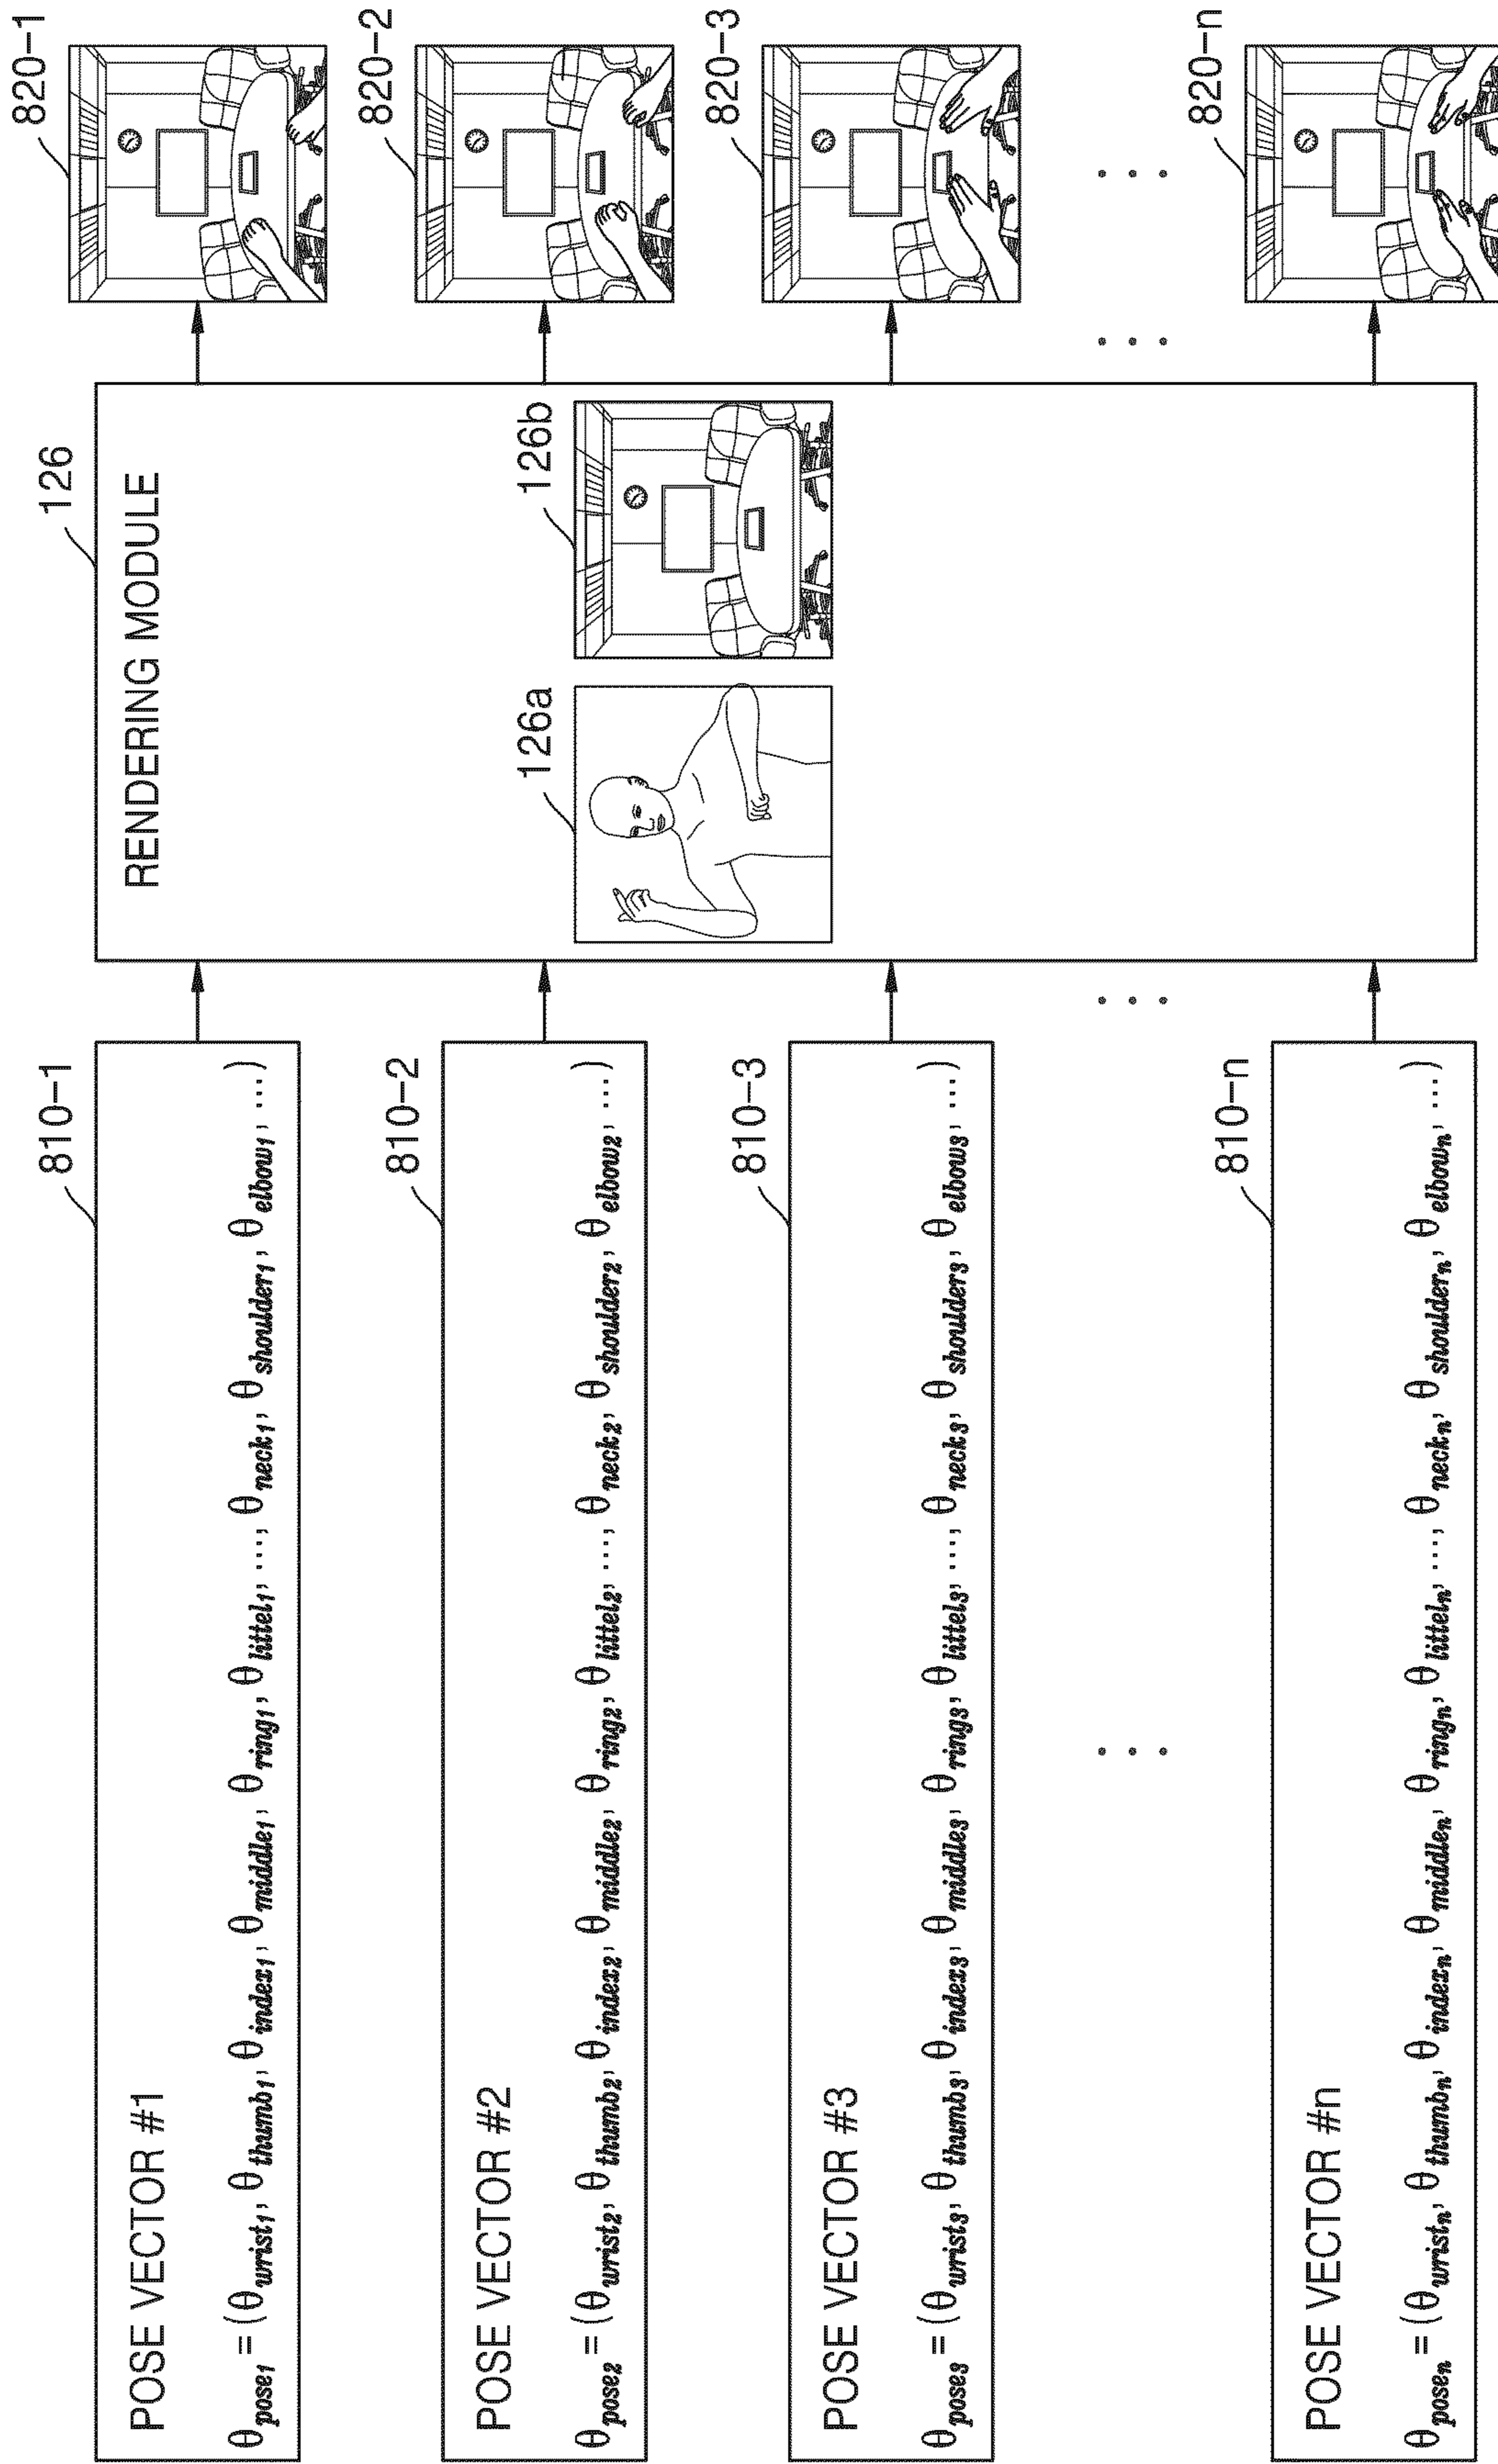 810-1
POSE VECTOR #1
θpose1 = (θwrist1, θthumb1, θindex1, θmiddle1, θring1, θlittel1, ..., θneck1, θshoulder1, θelbow1, ...)
810-2
POSE VECTOR #2
θpose2 = (θwrist2, θthumb2, θindex2, θmiddle2, θring2, θlittel2, ..., θneck2, θshoulder2, θelbow2, ...)
810-3
POSE VECTOR #3
θpose3 = (θwrist3, θthumb3, θindex3, θmiddle3, θring3, θlittel3, ..., θneck3, θshoulder3, θelbow3, ...)
. . .
810-n
POSE VECTOR #n
θposen = (θwristn, θthumbn, θindexn, θmiddlen, θringn, θlitteln, ..., θneckn, θshouldern, θelbown, ...)
. . .
126
RENDERING MODULE
126a
126b
. . .
820-1
820-2
820-3
. . .
820-n